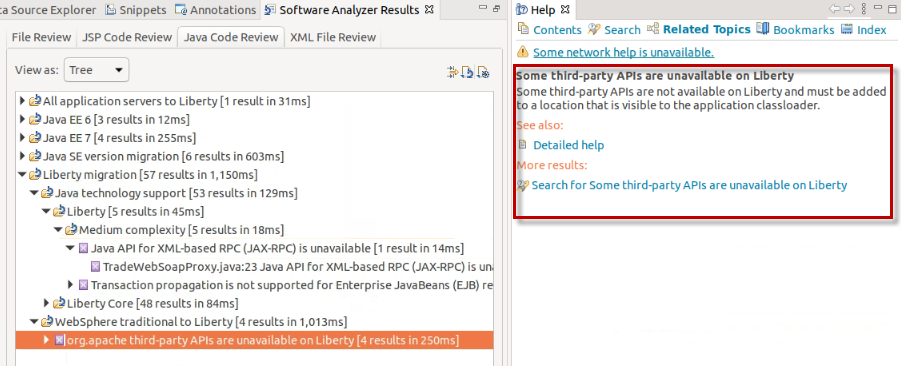 ta Source Explorer Snippets Annotations Software Analyzer Results
File Review JSP Code Review Java Code Review XML File Review
View as: Tree
All application servers to Liberty [1 result in 31ms]
Java EE 6 [3 results in 12ms]
Java EE 7 [4 results in 255ms]
Java SE version migration [6 results in 603ms]
Liberty migration [57 results in 1,150ms]
Java technology support [53 results in 129ms]
Liberty [5 results in 45ms]
Medium complexity [5 results in 18ms]
Java API for XML-based RPC (JAX-RPC) is unavailable [1 result in 14ms]
TradeWebSoapProxy.java:23 Java API for XML-based RPC (JAX-RPC) is una
Transaction propagation is not supported for Enterprise JavaBeans (EJB) re
Liberty Core [48 results in 84ms]
WebSphere traditional to Liberty [4 results in 1,013ms]
org.apache third-party APIs are unavailable on Liberty [4 results in 250ms]
Help
Contents Search Related Topics Bookmarks Index
Some network help is unavailable.
Some third-party APIs are unavailable on Liberty
Some third-party APIs are not available on Liberty and must be added
to a location that is visible to the application classloader.
See also:
Detailed help
More results:
Search for Some third-party APIs are unavailable on Liberty